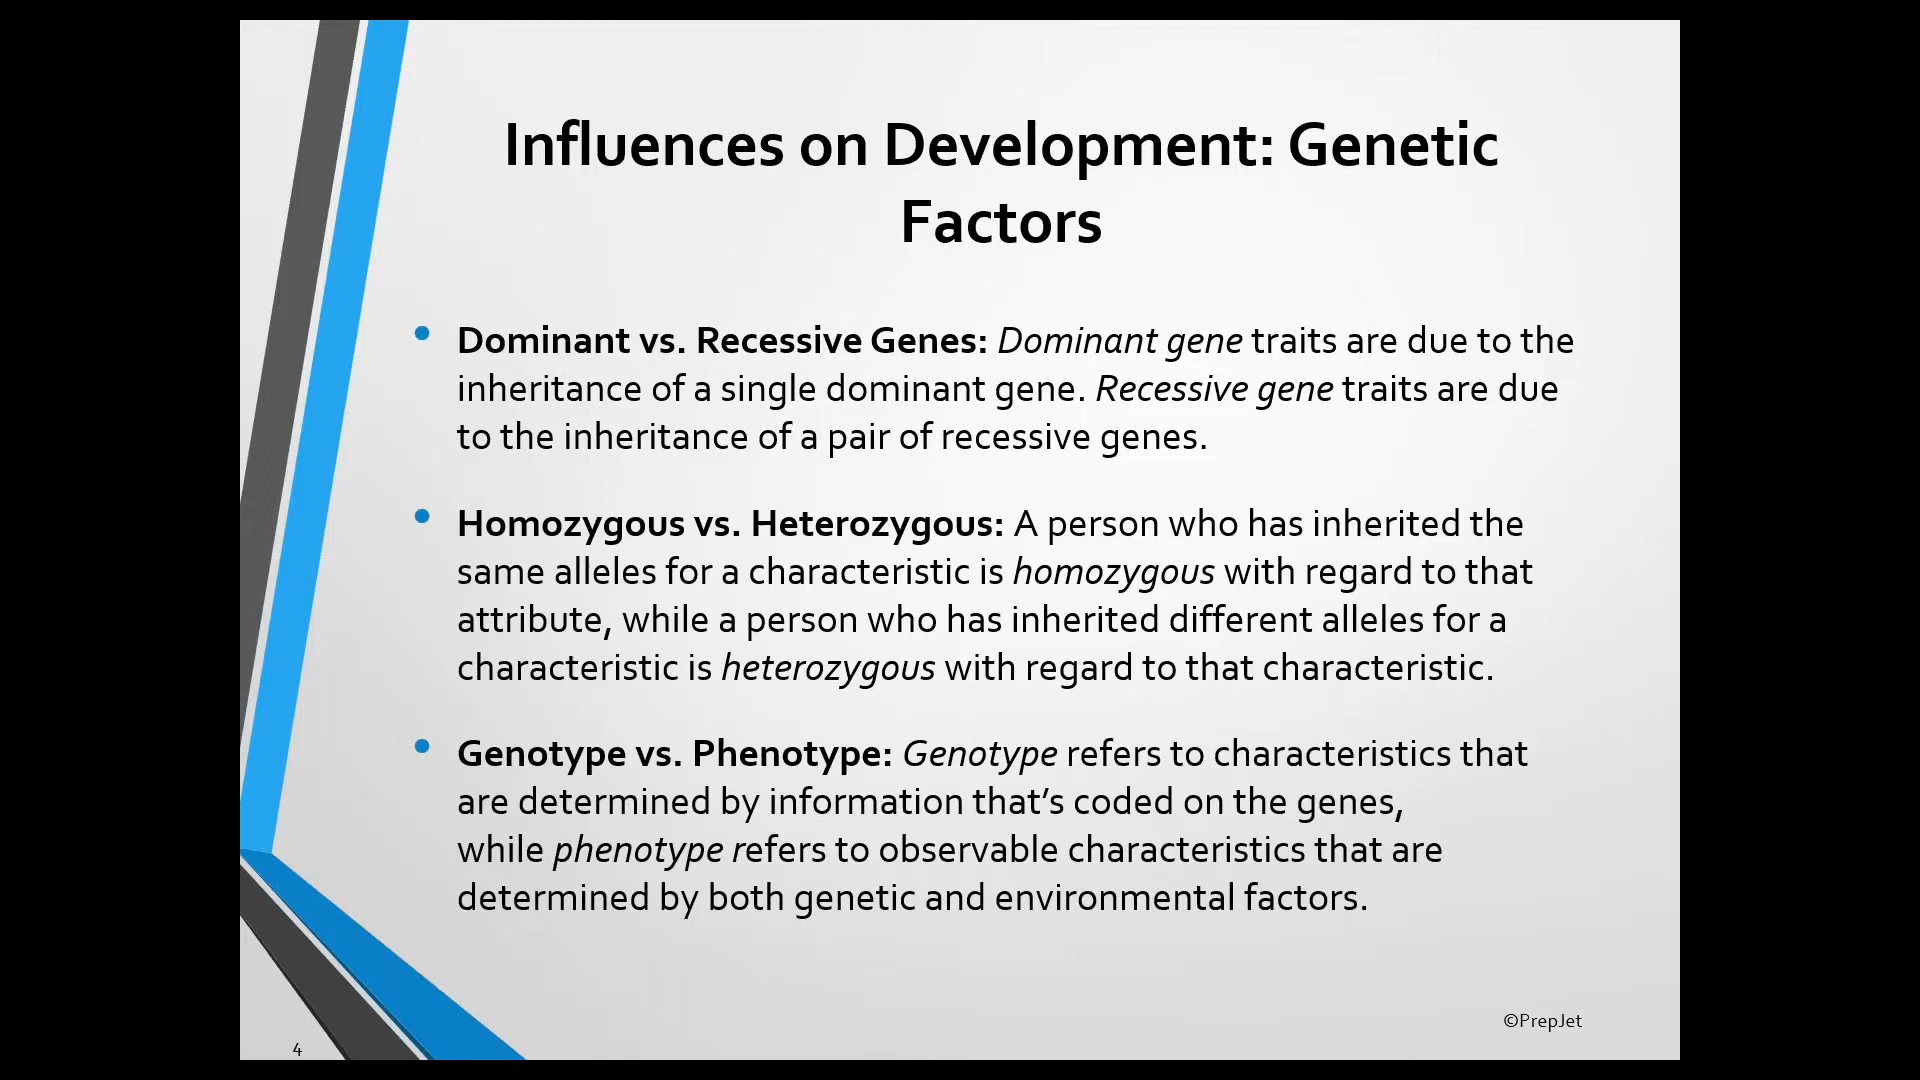 Influences on Development: Genetic
Factors
• Dominant vs. Recessive Genes: Dominant gene traits are due to the
inheritance of a single dominant gene. Recessive gene traits are due
to the inheritance of a pair of recessive genes.
• Homozygous vs. Heterozygous: A person who has inherited the
same alleles for a characteristic is homozygous with regard to that
attribute, while a person who has inherited different alleles for a
characteristic is heterozygous with regard to that characteristic.
• Genotype vs. Phenotype: Genotype refers to characteristics that
are determined by information that’s coded on the genes,
while phenotype refers to observable characteristics that are
determined by both genetic and environmental factors.
©PrepJet
4